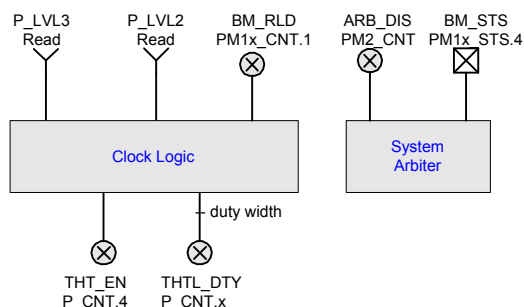 P_LVL3
Read
P_LVL2
Read
BM_RLD
PM1x_CNT.1
ARB_DIS
PM2_CNT
BM_STS
PM1x_STS.4
Clock Logic
System
Arbiter
duty width
THT_EN
P_CNT.4
THTL_DTY
P_CNT.x